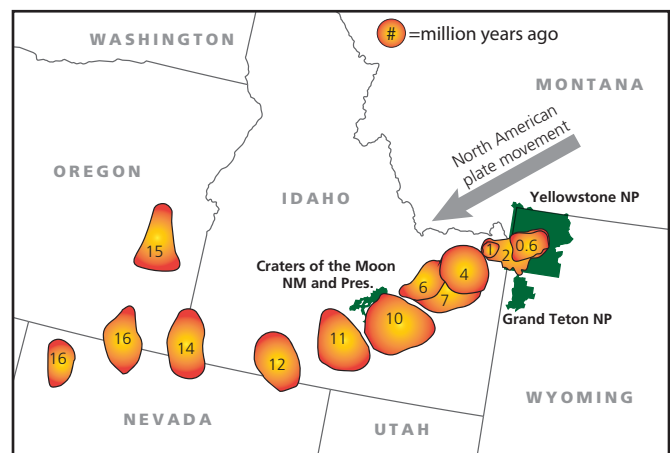 # =million years ago
WASHINGTON
MONTANA
North American
plate movement
OREGON
IDAHO
Yellowstone NP
15
Craters of the Moon
NM and Pres.
1
2
0.6
4
6
7
Grand Teton NP
10
11
16
16
14
12
WYOMING
NEVADA
UTAH